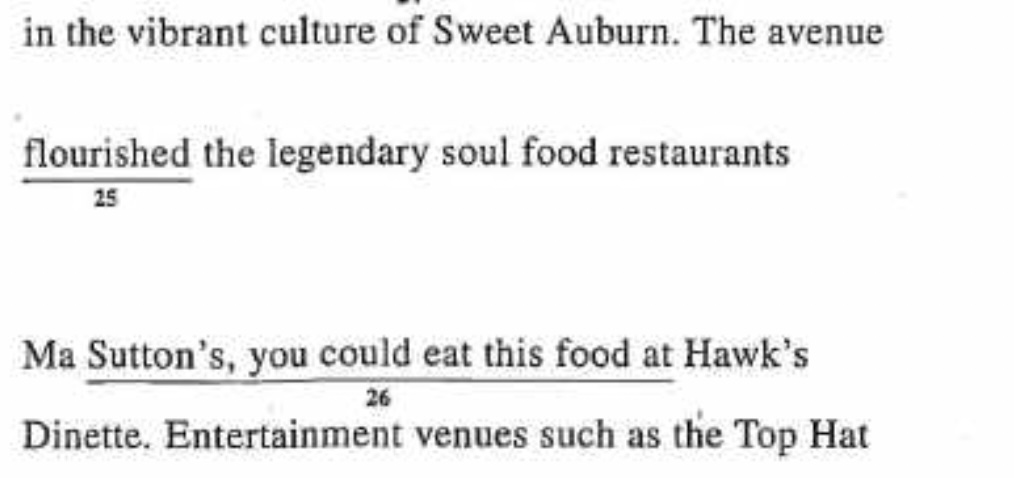 in the vibrant culture of Sweet Auburn. The avenue
flourished the legendary soul food restaurants
25
Ma Sutton's, you could eat this food at Hawk's
26
Dinette. Entertainment venues such as the Top Hat